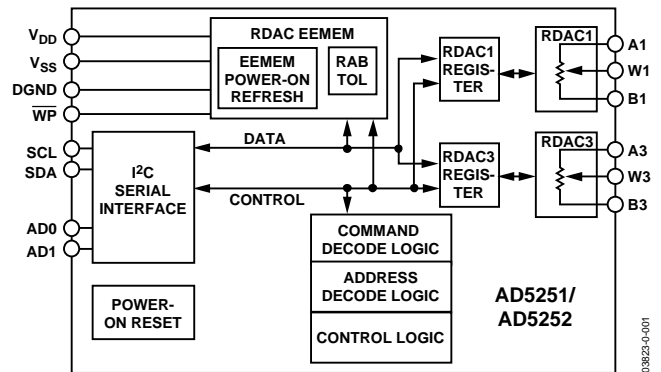 VDD
VSS
DGND
WP
SCL
SDA
AD0
AD1
RDAC EEMEM
EEMEM
POWER-ON
REFRESH
RAB
TOL
DATA
I2C
SERIAL
INTERFACE
CONTROL
COMMAND
DECODE LOGIC
ADDRESS
DECODE LOGIC
CONTROL LOGIC
POWER-
ON RESET
RDAC1
REGIS-
TER
RDAC3
REGIS-
TER
RDAC1
RDAC3
A1
W1
B1
A3
W3
B3
AD5251/
AD5252
03823-0-001